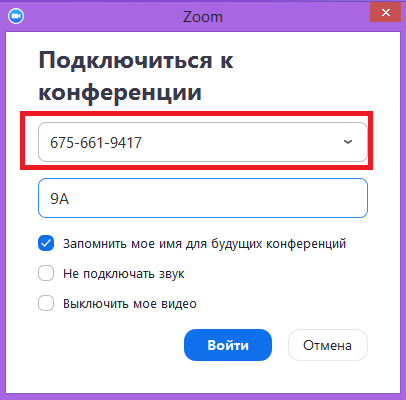 Zoom
Подключиться к
конференции
675-661-9417
9А
Запомнить мое имя для будущих конференций
Не подключать звук
Выключить мое видео
Войти
Отмена